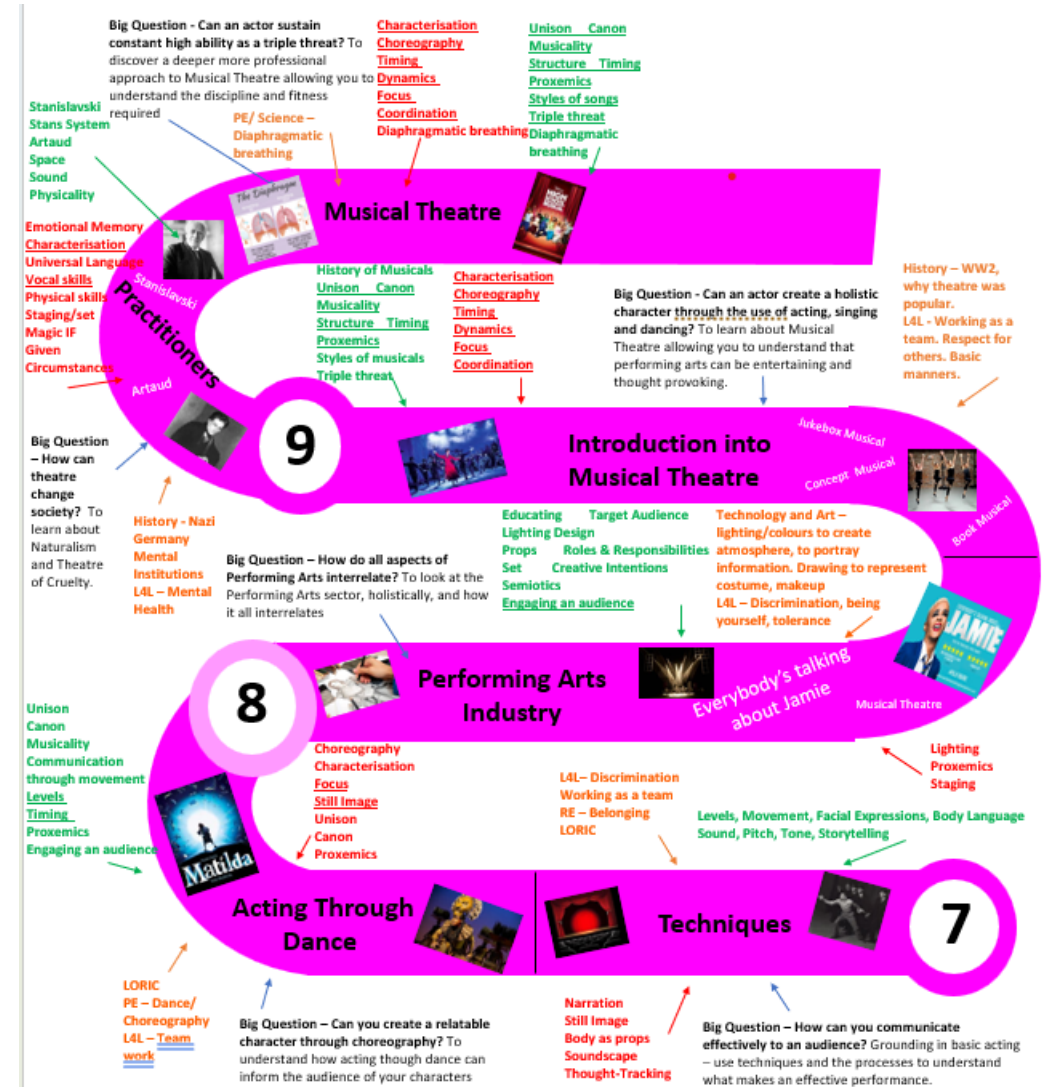 Big Question - Can an actor sustain
constant high ability as a triple threat? To
discover a deeper more professional
approach to Musical Theatre allowing you to
understand the discipline and fitness
required
Characterisation
Choreography
Timing
Dynamics
Focus
Coordination
Diaphragmatic breathing
Unison Canon
Musicality
Structure Timing
Proxemics
Styles of songs
Triple threat
Diaphragmatic
breathing
Stanislavski
Stans System
Artaud
Space
Sound
Physicality
PE/ Science –
Diaphragmatic
breathing
The Diaphragm
Musical Theatre
Emotional Memory
Characterisation
Universal Language
Vocal skills
Physical skills
Staging/set
Magic IF
Given
Circumstances
Stanislavski
Practitioners
Artaud
History of Musicals
Unison Canon
Musicality
Structure Timing
Proxemics
Styles of musicals
Triple threat
Characterisation
Choreography
Timing
Dynamics
Focus
Coordination
Big Question - Can an actor create a holistic
character through the use of acting, singing
and dancing? To learn about Musical
Theatre allowing you to understand that
performing arts can be entertaining and
thought provoking.
History – WW2,
why theatre was
popular.
L4L - Working as a
team. Respect for
others. Basic
manners.
9
Introduction into
Musical Theatre
Jukebox Musical
Concept Musical
Book Musical
Big Question
– How can
theatre
change
society? To
learn about
Naturalism
and Theatre
of Cruelty.
History - Nazi
Germany
Mental
Institutions
L4L – Mental
Health
Big Question – How do all aspects of
Performing Arts interrelate? To look at the
Performing Arts sector, holistically, and how
it all interrelates
Educating Target Audience
Lighting Design
Props Roles & Responsibilities
Set Creative Intentions
Semiotics
Engaging an audience
Technology and Art –
lighting/colours to create
atmosphere, to portray
information. Drawing to represent
costume, makeup
L4L – Discrimination, being
yourself, tolerance
JAMIE
8
Performing Arts
Industry
Everybody's talking
about Jamie
Musical Theatre
Unison
Canon
Musicality
Communication
through movement
Levels
Timing
Proxemics
Engaging an audience
Choreography
Characterisation
Focus
Still Image
Unison
Canon
Proxemics
Lighting
Proxemics
Staging
L4L– Discrimination
Working as a team
RE – Belonging
LORIC
Levels, Movement, Facial Expressions, Body Language
Sound, Pitch, Tone, Storytelling
Matilda
Acting Through
Dance
Techniques
7
LORIC
PE – Dance/
Choreography
L4L – Team
work
Big Question – Can you create a relatable
character through choreography? To
understand how acting though dance can
inform the audience of your characters
Narration
Still Image
Body as props
Soundscape
Thought-Tracking
Big Question – How can you communicate
effectively to an audience? Grounding in basic acting
– use techniques and the processes to understand
what makes an effective performance.